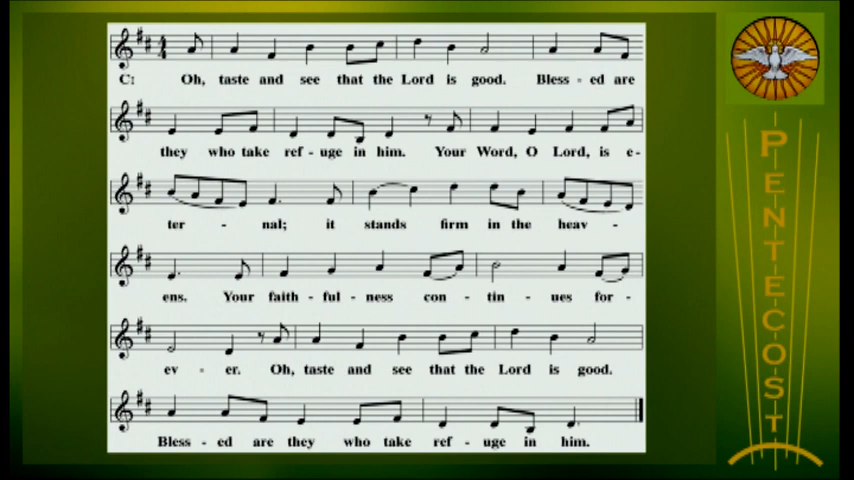 C: Oh, taste and see that the Lord is good. Bless - ed are
they who take ref - uge in him. Your Word, O Lord, is e-
ter - nal; it stands firm in the heav -
ens. Your faith - ful - ness con - tin - ues for -
ev - er. Oh, taste and see that the Lord is good.
Bless - ed are they who take ref - uge in him.
PENTECOST